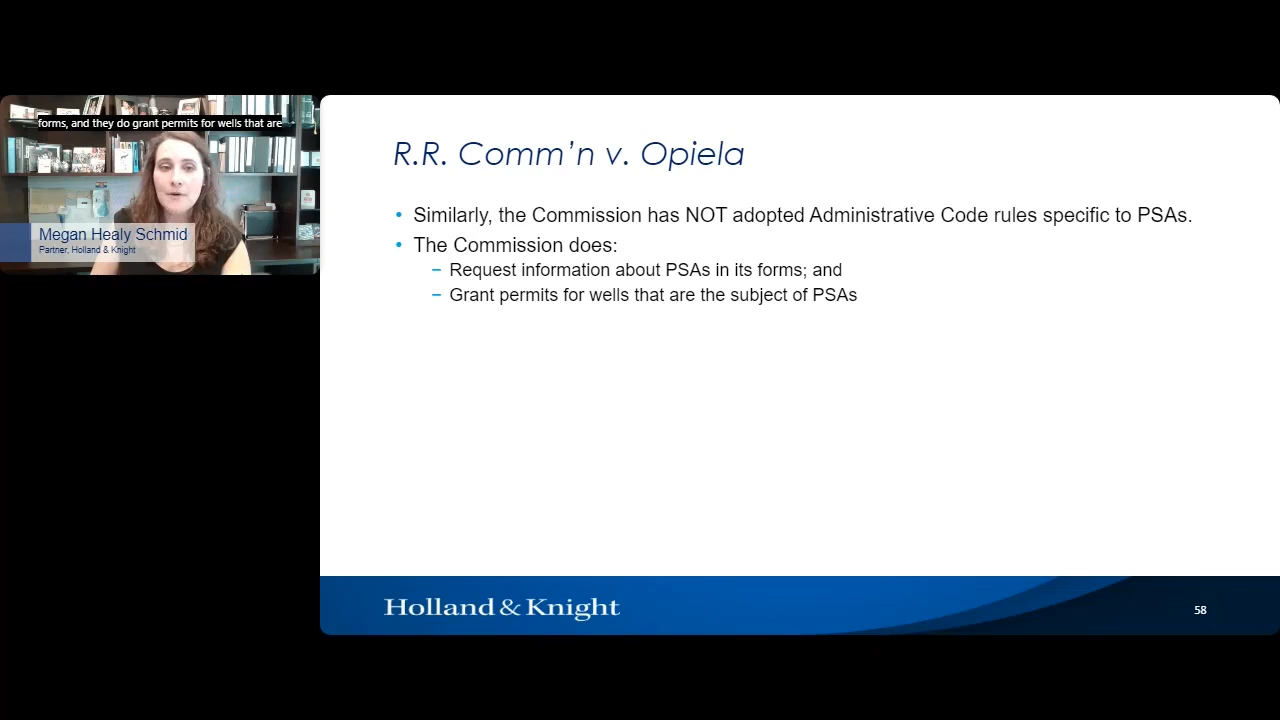 forms, and they do grant permits for wells that are
Megan Healy Schmid
Partner, Holland & Knight
R.R. Comm’n v. Opiela
• Similarly, the Commission has NOT adopted Administrative Code rules specific to PSAs.
• The Commission does:
− Request information about PSAs in its forms; and
− Grant permits for wells that are the subject of PSAs
Holland & Knight
58